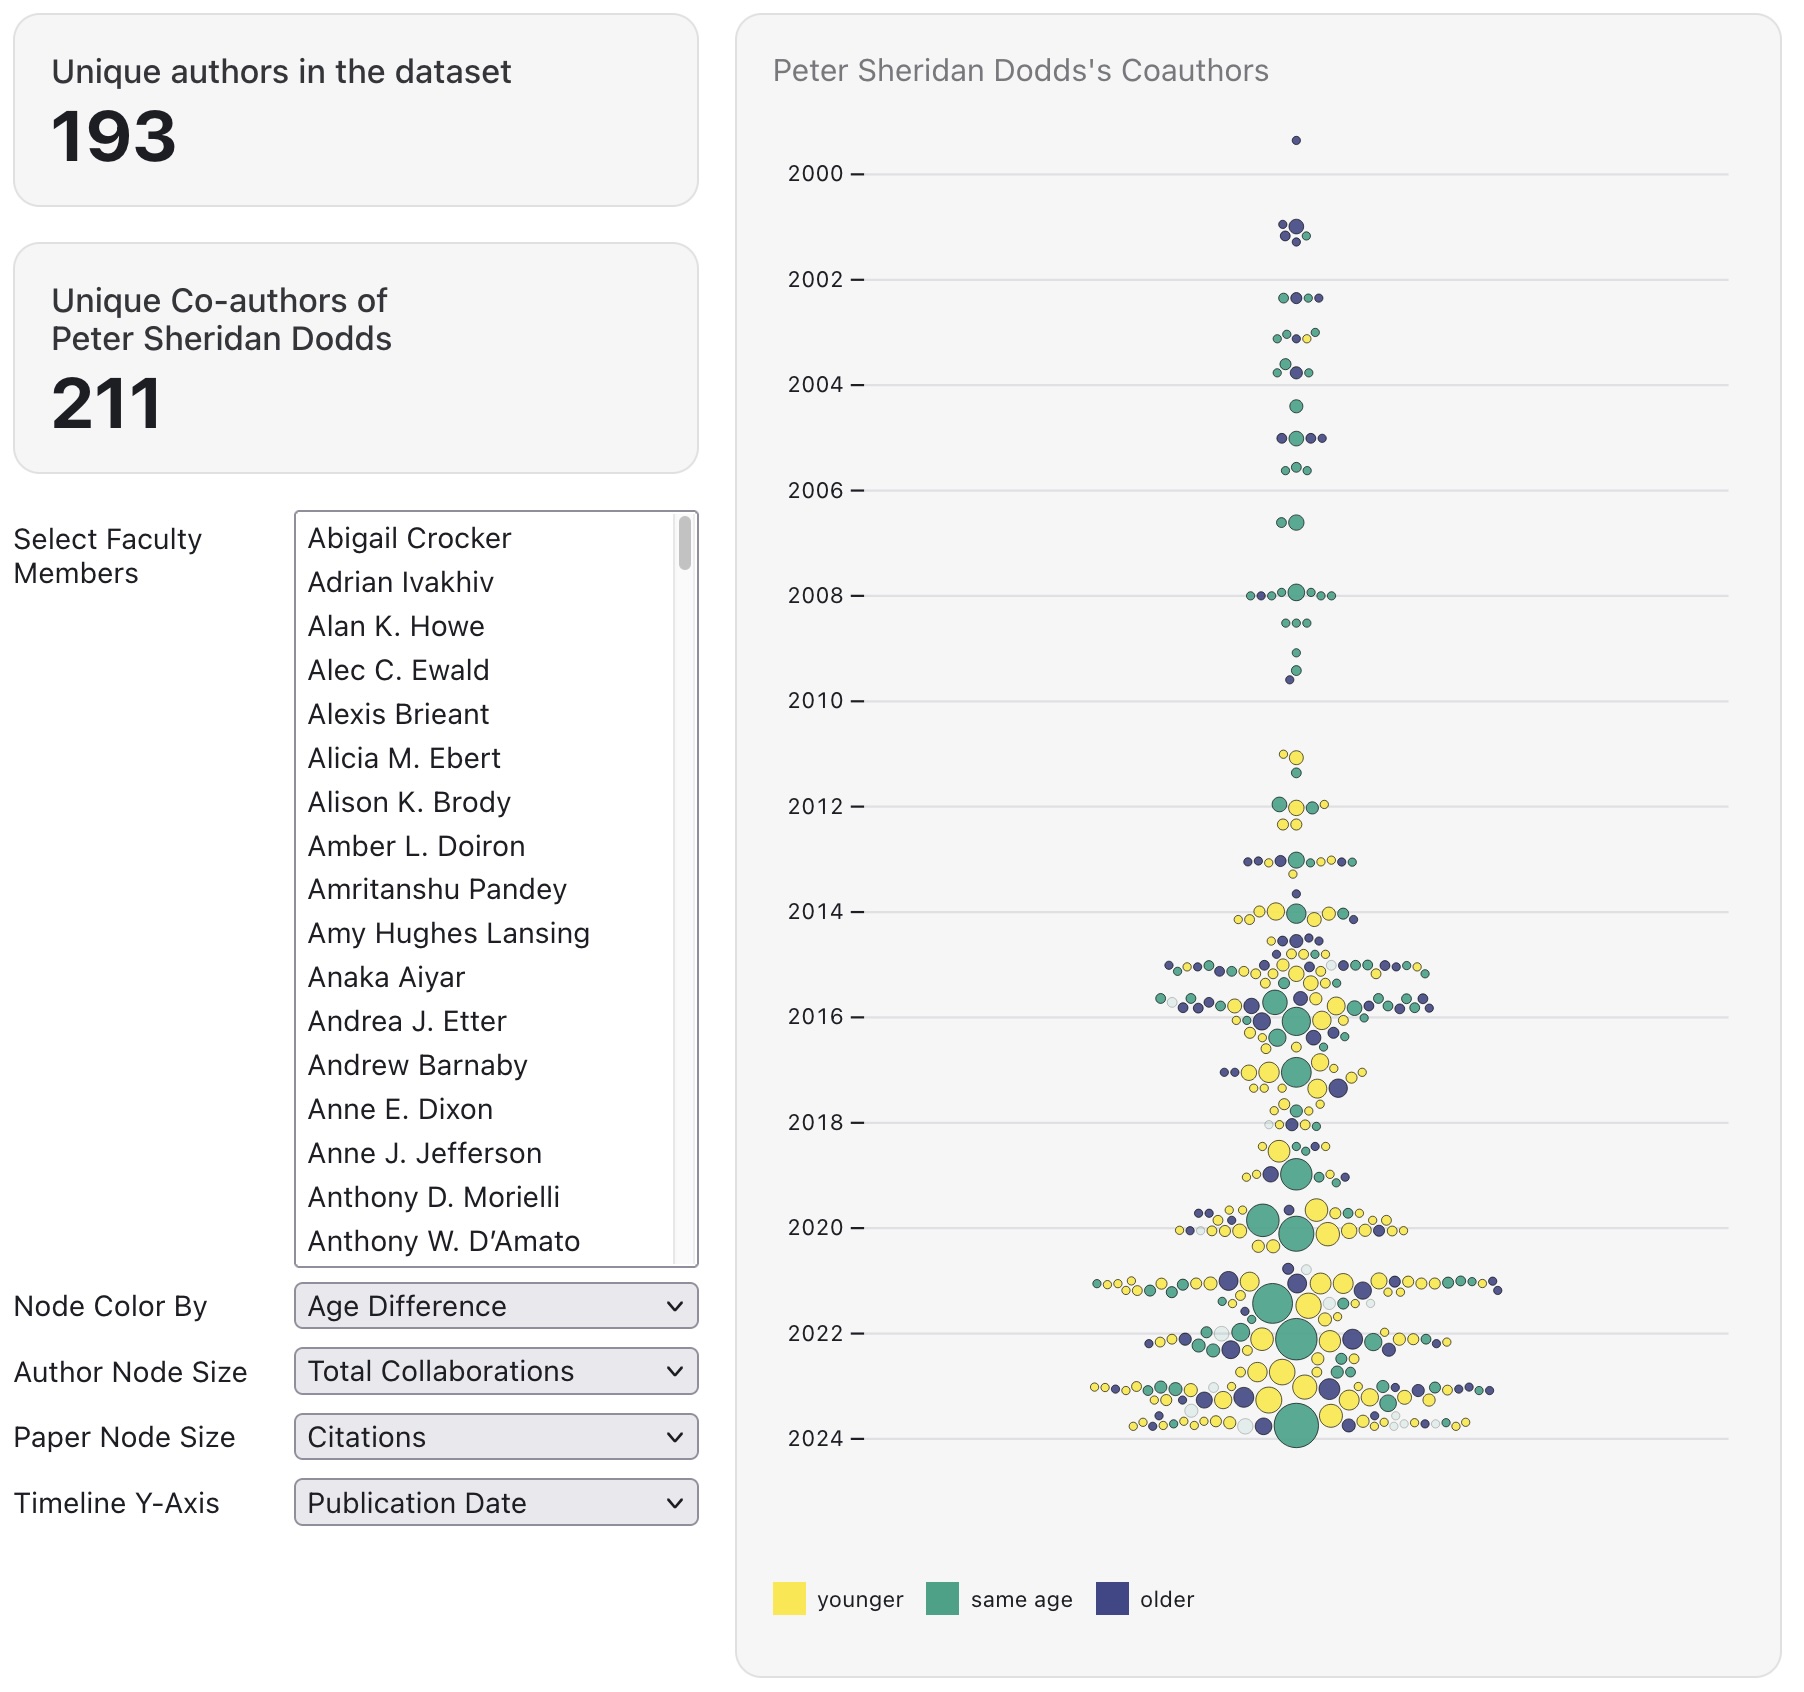 Unique authors in the dataset
193
Unique Co-authors of
Peter Sheridan Dodds
211
Select Faculty
Members
Abigail Crocker
Adrian Ivakhiv
Alan K. Howe
Alec C. Ewald
Alexis Brieant
Alicia M. Ebert
Alison K. Brody
Amber L. Doiron
Amritanshu Pandey
Amy Hughes Lansing
Anaka Aiyar
Andrea J. Etter
Andrew Barnaby
Anne E. Dixon
Anne J. Jefferson
Anthony D. Morielli
Anthony W. D’Amato
Node Color By
Age Difference
Author Node Size
Total Collaborations
Paper Node Size
Citations
Timeline Y-Axis
Publication Date
Peter Sheridan Dodds's Coauthors
2000
2002
2004
2006
2008
2010
2012
2014
2016
2018
2020
2022
2024
younger
same age
older